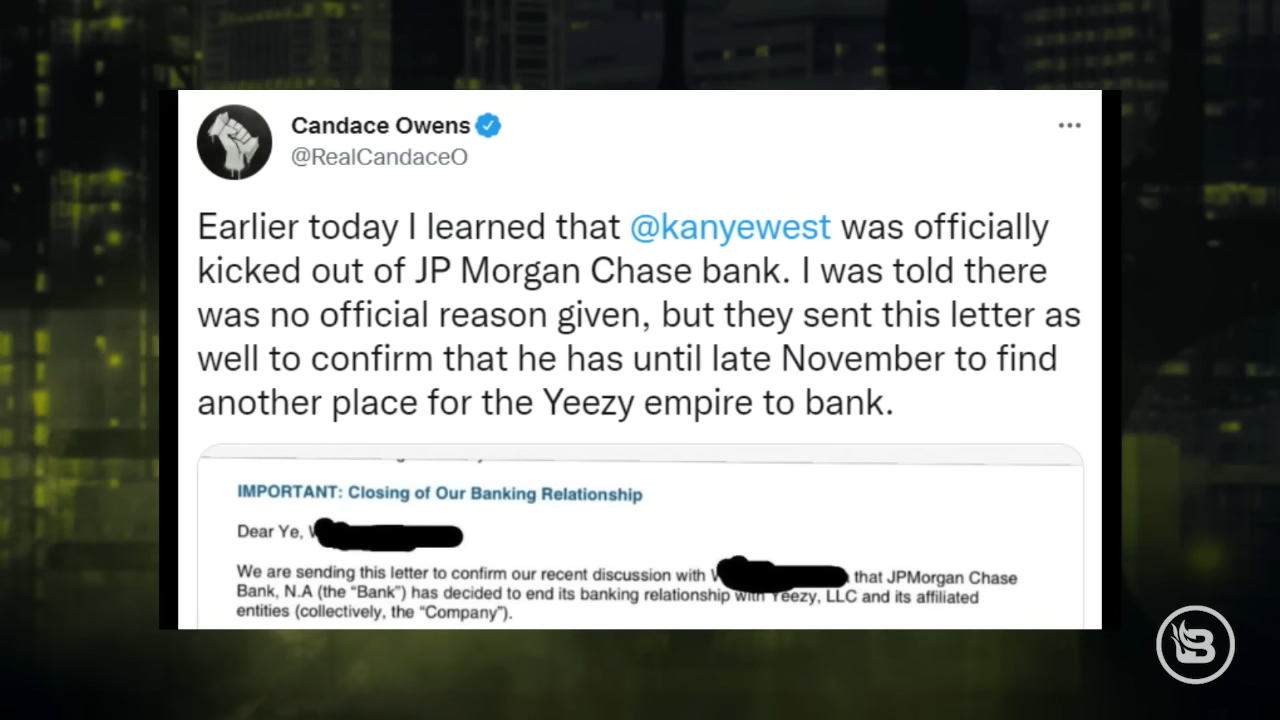 Candace Owens
@RealCandaceO
Earlier today I learned that @kanyewest was officially
kicked out of JP Morgan Chase bank. I was told there
was no official reason given, but they sent this letter as
well to confirm that he has until late November to find
another place for the Yeezy empire to bank.
IMPORTANT: Closing of Our Banking Relationship
Dear Ye,
We are sending this letter to confirm our recent discussion with that JPMorgan Chase
Bank, N.A (the “Bank”) has decided to end its banking relationship with Yeezy, LLC and its affiliated
entities (collectively, the “Company”).
B